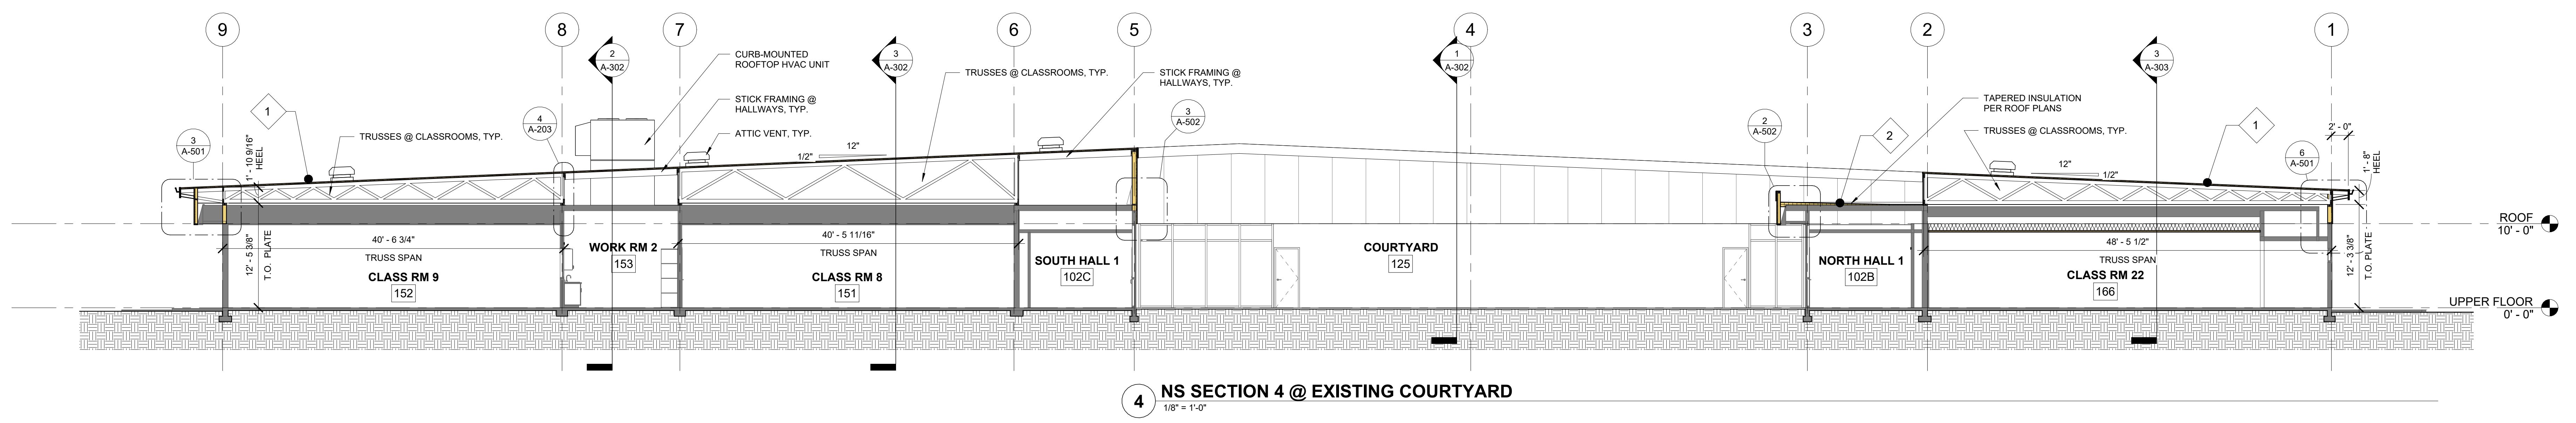 9
8
7
6
5
4
3
2
1
2
A-302
3
A-302
1
A-302
3
A-303
CURB-MOUNTED
ROOFTOP HVAC UNIT
TRUSSES @ CLASSROOMS, TYP.
STICK FRAMING @
HALLWAYS, TYP.
STICK FRAMING @
HALLWAYS, TYP.
ATTIC VENT, TYP.
TAPERED INSULATION
PER ROOF PLANS
1
4
A-203
3
A-502
2
A-502
2
1
2' - 0"
TRUSSES @ CLASSROOMS, TYP.
TRUSSES @ CLASSROOMS, TYP.
3
A-501
6
A-501
12"
1/2"
12"
1/2"
1' - 10 9/16"
HEEL
1' - 8"
HEEL
ROOF
10' - 0"
40' - 6 3/4"
TRUSS SPAN
CLASS RM 9
152
12' - 5 3/8"
T.O. PLATE
WORK RM 2
153
40' - 5 11/16"
TRUSS SPAN
CLASS RM 8
151
SOUTH HALL 1
102C
COURTYARD
125
NORTH HALL 1
102B
48' - 5 1/2"
TRUSS SPAN
CLASS RM 22
166
12' - 3 3/8"
T.O. PLATE
UPPER FLOOR
0' - 0"
4
NS SECTION 4 @ EXISTING COURTYARD
1/8" = 1'-0"